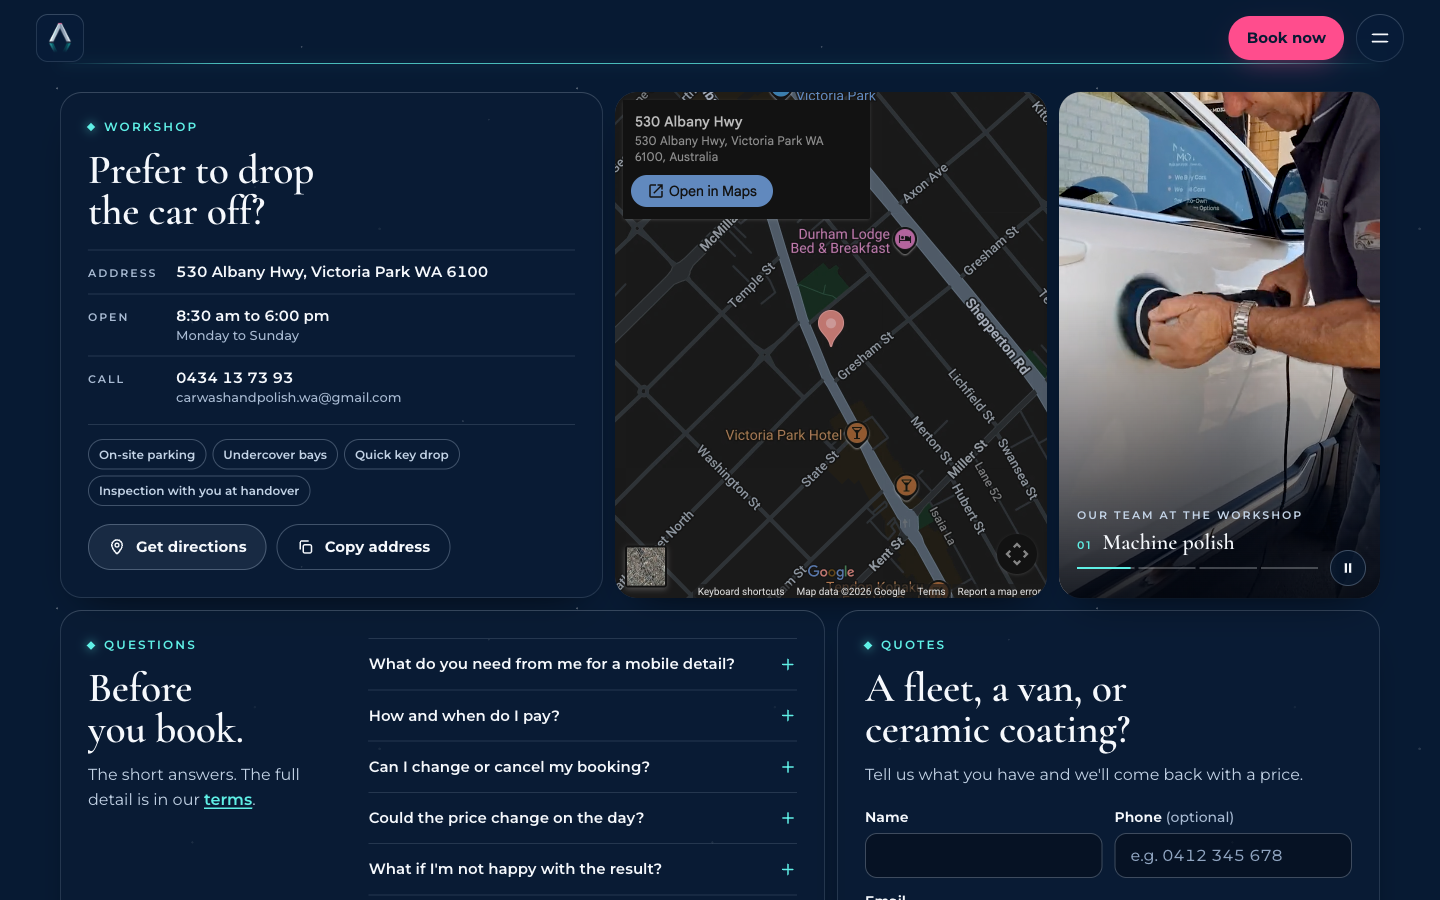 Book now
WORKSHOP
Prefer to drop
the car off?
ADDRESS 530 Albany Hwy, Victoria Park WA 6100
OPEN 8:30 am to 6:00 pm
Monday to Sunday
CALL 0434 13 73 93
carwashandpolish.wa@gmail.com
On-site parking Undercover bays Quick key drop
Inspection with you at handover
Get directions Copy address
Victoria Park
530 Albany Hwy
530 Albany Hwy, Victoria Park WA
6100, Australia
Open in Maps
Axon Ave
Durham Lodge
Bed & Breakfast
Gresham St
Temple St
Shepperton Rd
Gresham St
Lichfield St
Victoria Park Hotel
Merton St
Miller St
Swansea St
Washington St
State St
Lane 52
Hubert St
Isaia La
Kent St
Google
Keyboard shortcuts Map data ©2026 Google Terms Report a map error
OUR TEAM AT THE WORKSHOP
01 Machine polish
QUESTIONS
Before
you book.
The short answers. The full
detail is in our terms.
What do you need from me for a mobile detail?
How and when do I pay?
Can I change or cancel my booking?
Could the price change on the day?
What if I'm not happy with the result?
QUOTES
A fleet, a van, or
ceramic coating?
Tell us what you have and we'll come back with a price.
Name Phone (optional)
e.g. 0412 345 678
Email